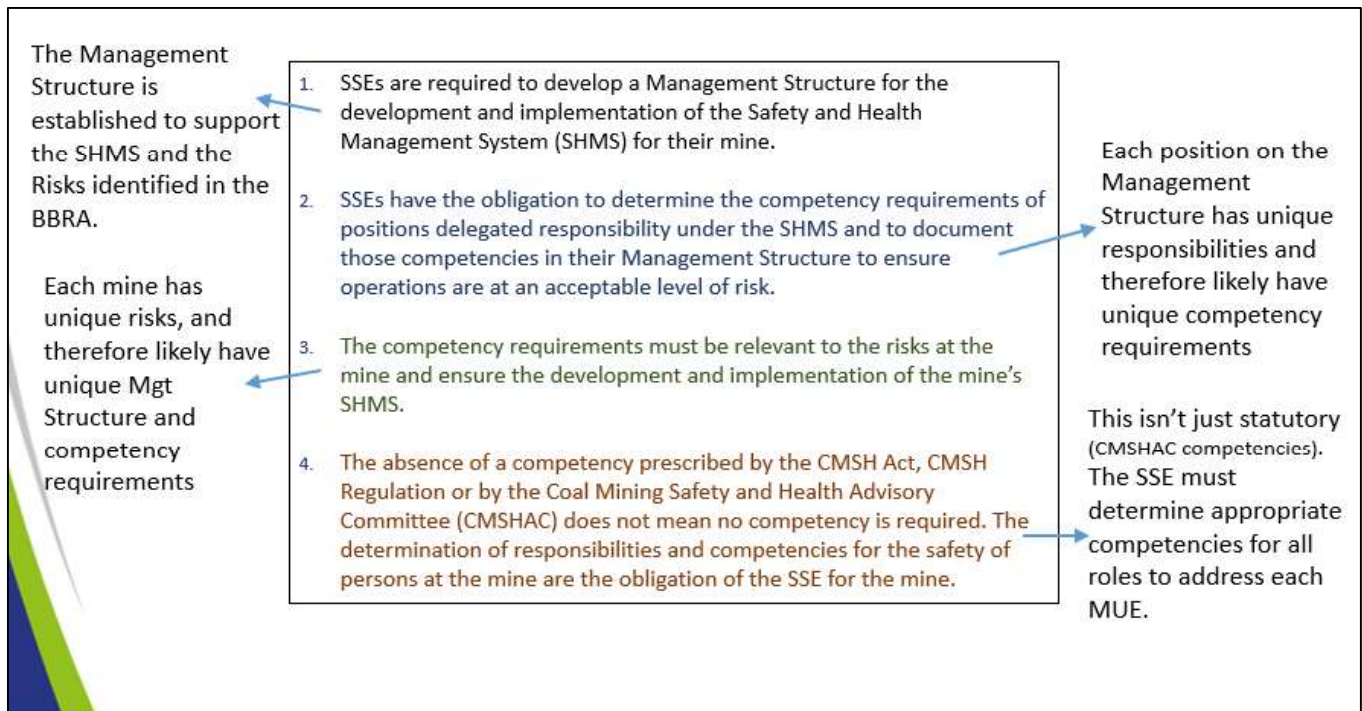 The Management
Structure is
established to support
the SHMS and the
Risks identified in the
BBRA.
Each mine has
unique risks, and
therefore likely have
unique Mgt
Structure and
competency
requirements
1. SSEs are required to develop a Management Structure for the
development and implementation of the Safety and Health
Management System (SHMS) for their mine.
2. SSEs have the obligation to determine the competency requirements of
positions delegated responsibility under the SHMS and to document
those competencies in their Management Structure to ensure
operations are at an acceptable level of risk.
3. The competency requirements must be relevant to the risks at the
mine and ensure the development and implementation of the mine’s
SHMS.
4. The absence of a competency prescribed by the CMSH Act, CMSH
Regulation or by the Coal Mining Safety and Health Advisory
Committee (CMSHAC) does not mean no competency is required. The
determination of responsibilities and competencies for the safety of
persons at the mine are the obligation of the SSE for the mine.
Each position on the
Management
Structure has unique
responsibilities and
therefore likely have
unique competency
requirements
This isn’t just statutory
(CMSHAC competencies).
The SSE must
determine appropriate
competencies for all
roles to address each
MUE.